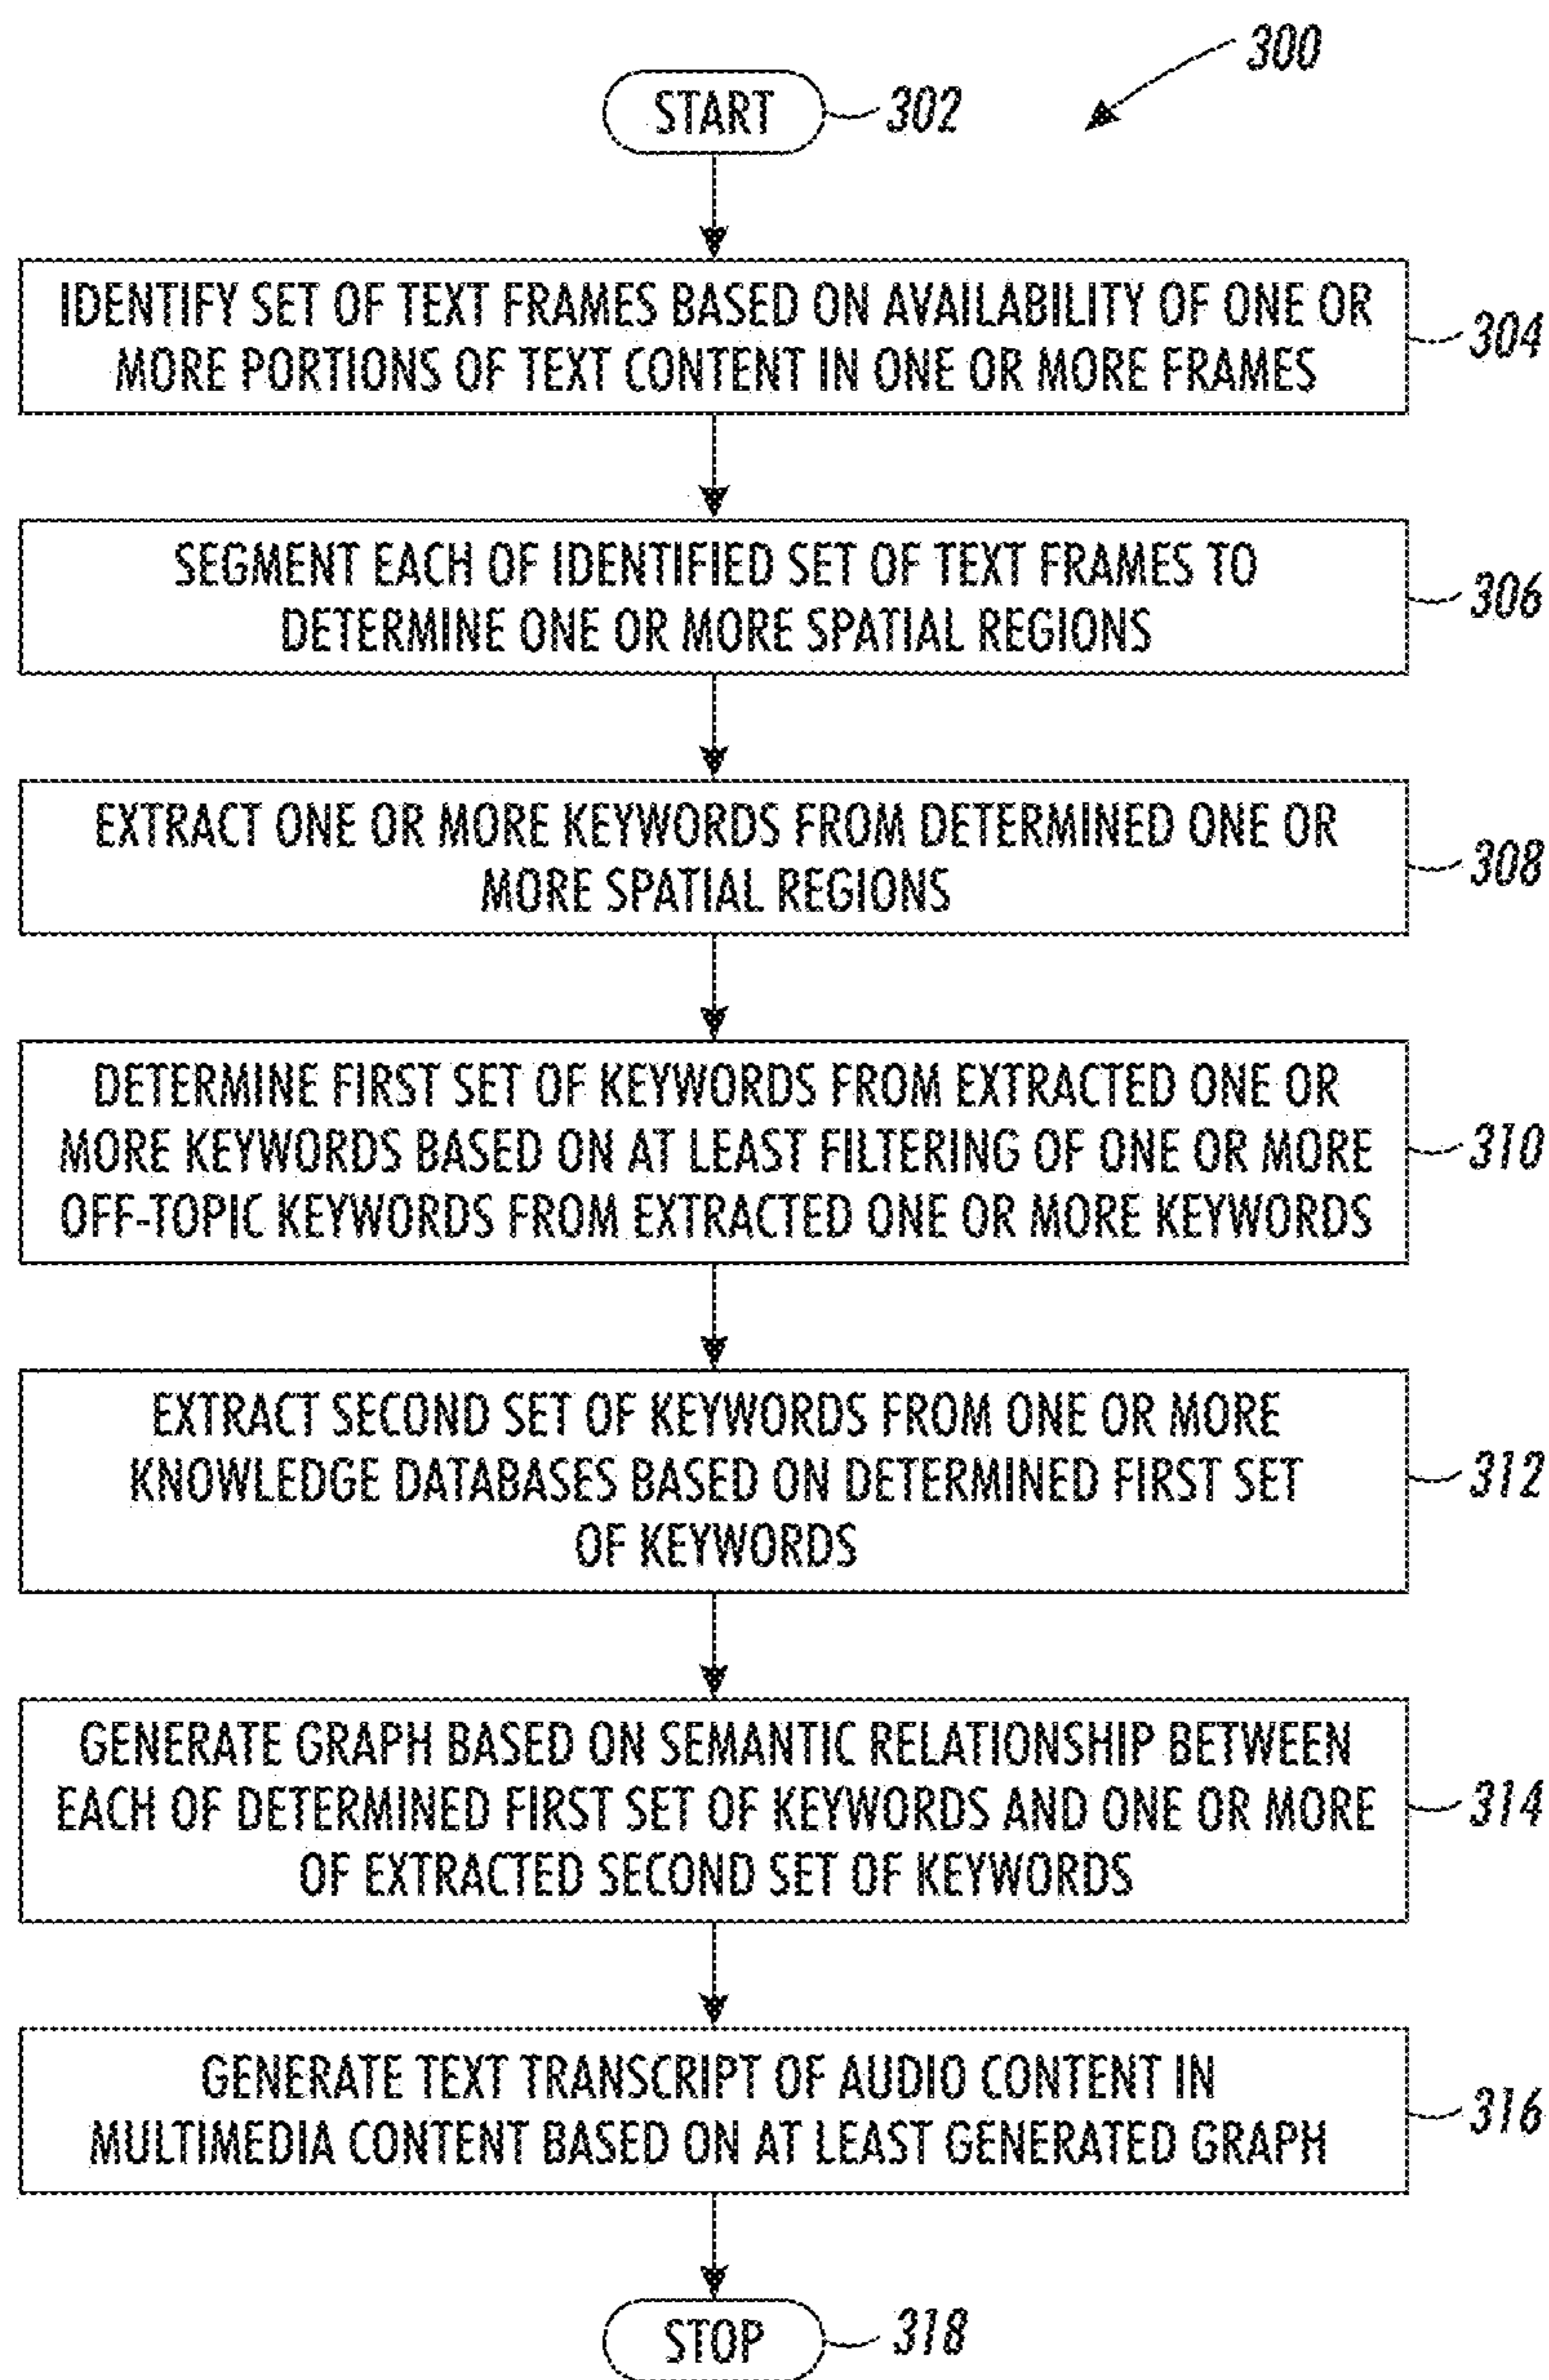 300
START 302
IDENTIFY SET OF TEXT FRAMES BASED ON AVAILABILITY OF ONE OR
MORE PORTIONS OF TEXT CONTENT IN ONE OR MORE FRAMES
304
SEGMENT EACH OF IDENTIFIED SET OF TEXT FRAMES TO
DETERMINE ONE OR MORE SPATIAL REGIONS
306
EXTRACT ONE OR MORE KEYWORDS FROM DETERMINED ONE OR
MORE SPATIAL REGIONS
308
DETERMINE FIRST SET OF KEYWORDS FROM EXTRACTED ONE OR
MORE KEYWORDS BASED ON AT LEAST FILTERING OF ONE OR MORE
OFF-TOPIC KEYWORDS FROM EXTRACTED ONE OR MORE KEYWORDS
310
EXTRACT SECOND SET OF KEYWORDS FROM ONE OR MORE
KNOWLEDGE DATABASES BASED ON DETERMINED FIRST SET
OF KEYWORDS
312
GENERATE GRAPH BASED ON SEMANTIC RELATIONSHIP BETWEEN
EACH OF DETERMINED FIRST SET OF KEYWORDS AND ONE OR MORE
OF EXTRACTED SECOND SET OF KEYWORDS
314
GENERATE TEXT TRANSCRIPT OF AUDIO CONTENT IN
MULTIMEDIA CONTENT BASED ON AT LEAST GENERATED GRAPH
316
STOP 318